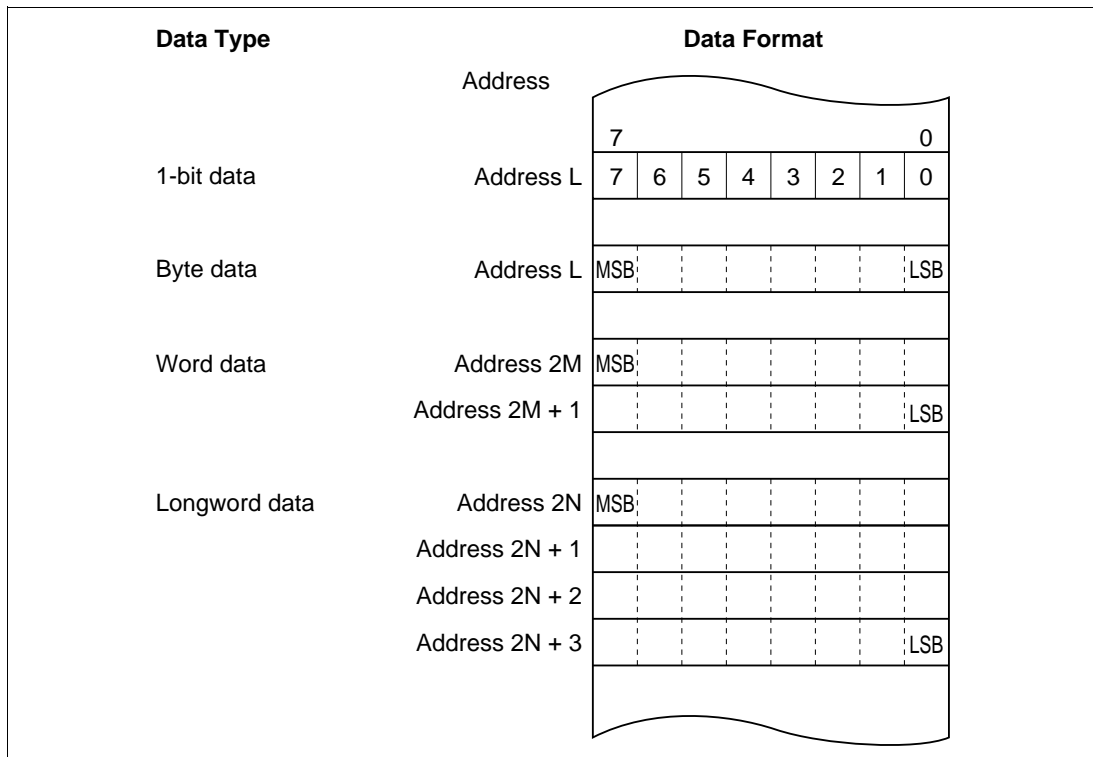 Data Type Data Format
Address
7 0
1-bit data Address L 7 6 5 4 3 2 1 0
Byte data Address L MSB LSB
Word data Address 2M MSB
Address 2M + 1 LSB
Longword data Address 2N MSB
Address 2N + 1
Address 2N + 2
Address 2N + 3 LSB